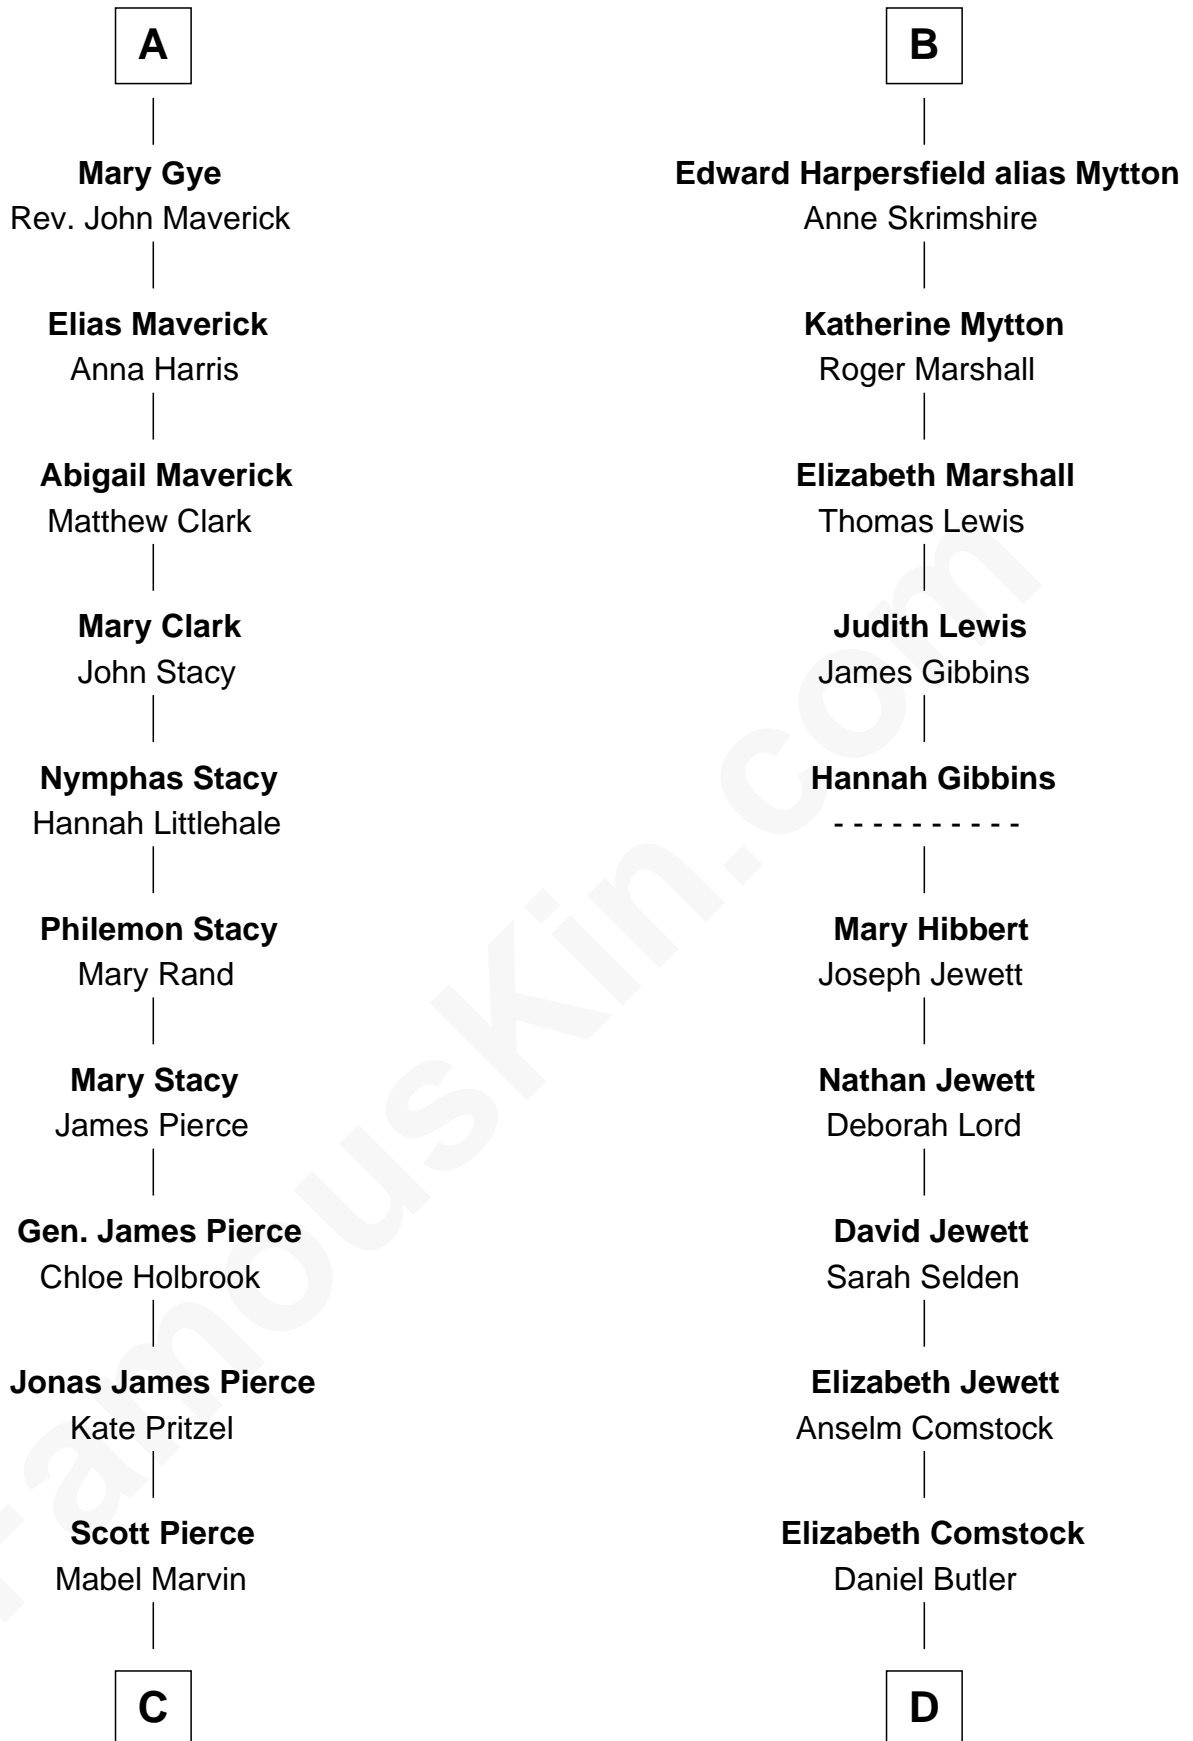 A
Mary Gye
Rev. John Maverick
Elias Maverick
Anna Harris
Abigail Maverick
Matthew Clark
Mary Clark
John Stacy
Nymphas Stacy
Hannah Littlehale
Philemon Stacy
Mary Rand
Mary Stacy
James Pierce
Gen. James Pierce
Chloe Holbrook
Jonas James Pierce
Kate Pritzel
Scott Pierce
Mabel Marvin
C
B
Edward Harpersfield alias Mytton
Anne Skrimshire
Katherine Mytton
Roger Marshall
Elizabeth Marshall
Thomas Lewis
Judith Lewis
James Gibbins
Hannah Gibbins
- - - - - - - - - -
Mary Hibbert
Joseph Jewett
Nathan Jewett
Deborah Lord
David Jewett
Sarah Selden
Elizabeth Jewett
Anselm Comstock
Elizabeth Comstock
Daniel Butler
D
FamousKin.com